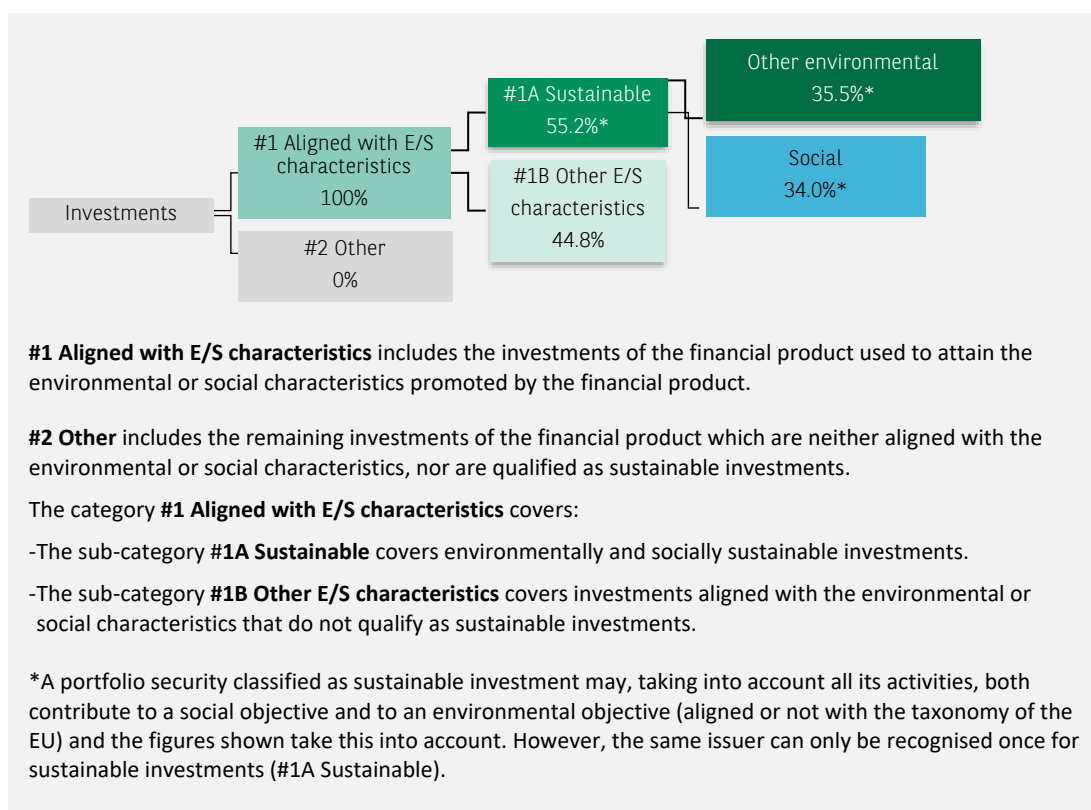 Other environmental
35.5%*
#1A Sustainable
55.2%*
#1 Aligned with E/S
characteristics
100%
Social
34.0%*
#1B Other E/S
characteristics
44.8%
Investments
#2 Other
0%
#1 Aligned with E/S characteristics includes the investments of the financial product used to attain the
environmental or social characteristics promoted by the financial product.
#2 Other includes the remaining investments of the financial product which are neither aligned with the
environmental or social characteristics, nor are qualified as sustainable investments.
The category #1 Aligned with E/S characteristics covers:
-The sub-category #1A Sustainable covers environmentally and socially sustainable investments.
-The sub-category #1B Other E/S characteristics covers investments aligned with the environmental or
social characteristics that do not qualify as sustainable investments.
*A portfolio security classified as sustainable investment may, taking into account all its activities, both
contribute to a social objective and to an environmental objective (aligned or not with the taxonomy of the
EU) and the figures shown take this into account. However, the same issuer can only be recognised once for
sustainable investments (#1A Sustainable).